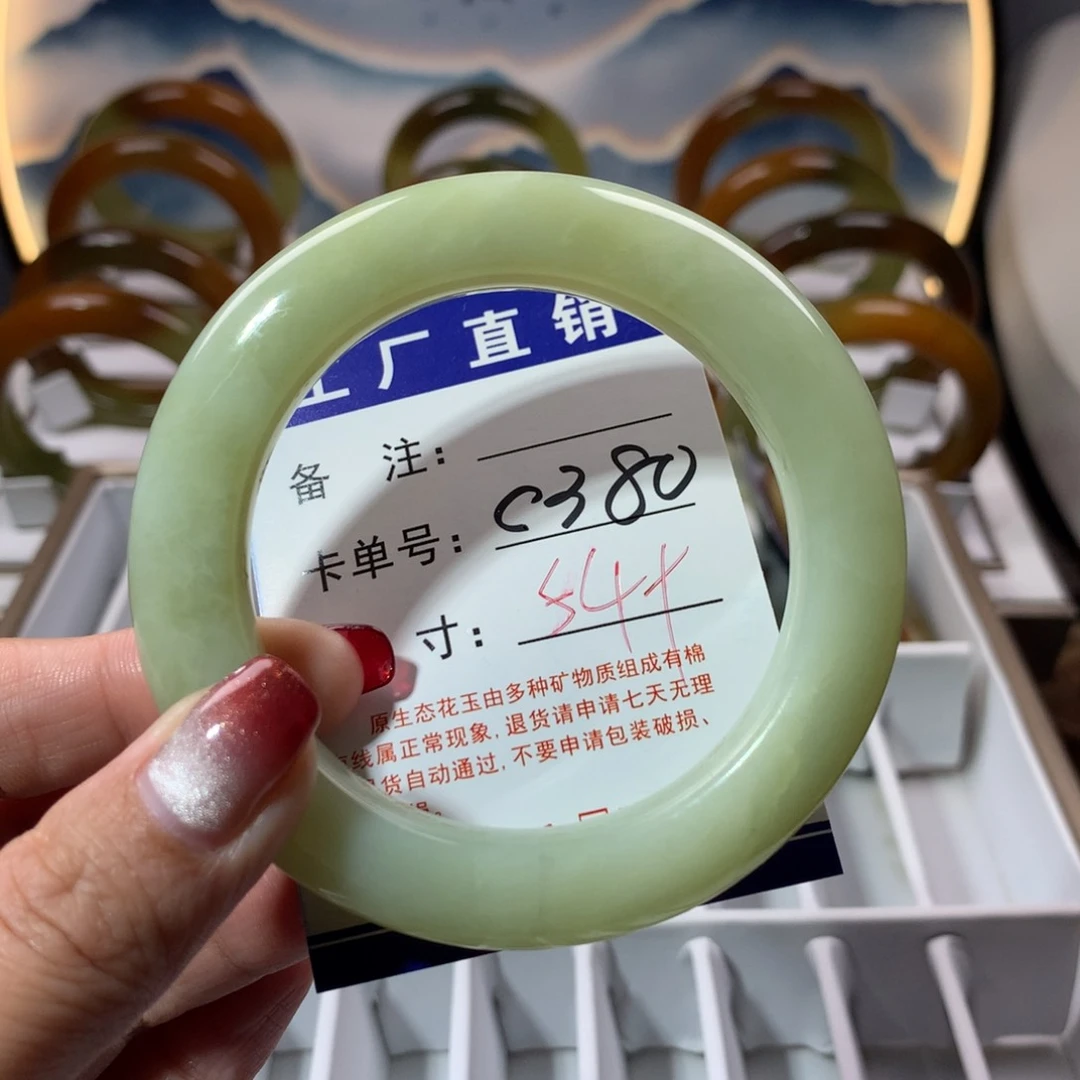 工厂直销
备 注:
卡单号: C380
寸: 544
原生态花玉由多种矿物质组成有棉
线属正常现象,退货请申请七天无理
货自动通过,不要申请包装破损、